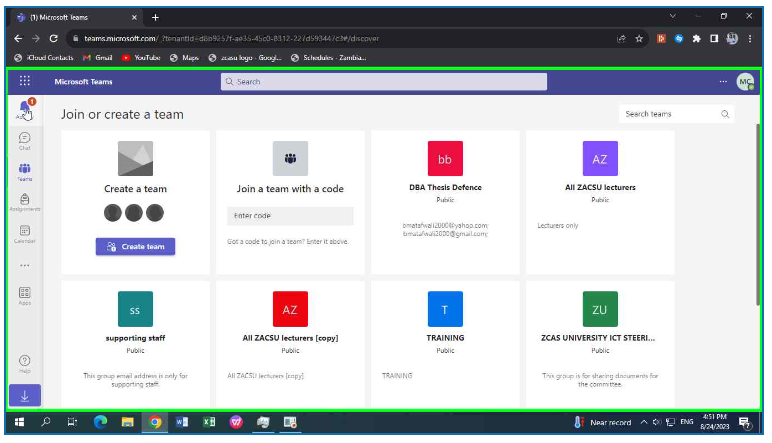 (1) Microsoft Teams
teams.microsoft.com/_?tenantId=d8b9257f-ae35-45c0-8312-227d593447c3#/discover
iCloud Contacts
Gmail
YouTube
Maps
zcasu logo - Googl...
Schedules - Zambia...
Microsoft Teams
Search
MC
1
Chat
Teams
Assignments
Calendar
Apps
Help
Join or create a team
Search teams
Create a team
Create team
Join a team with a code
Enter code
Got a code to join a team? Enter it above.
bb
DBA Thesis Defence
Public
bmatafwali2000@yahoo.com;
bmatafwali3000@gmail.com;
AZ
All ZACSU lecturers
Public
Lecturers only
ss
supporting staff
Public
This group email address is only for
supporting staff.
AZ
All ZACSU lecturers [copy]
Public
All ZACSU lecturers [copy]
T
TRAINING
Public
TRAINING
ZU
ZCAS UNIVERSITY ICT STEERI...
Public
This group is for sharing documents for
the committee.
Near record
ENG
4:51 PM
8/24/2023